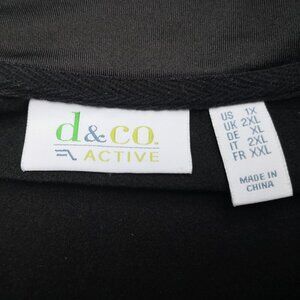 d&co.
ACTIVE
US 1X
UK 2XL
DE XL
IT 2XL
FR XXL
MADE IN
CHINA